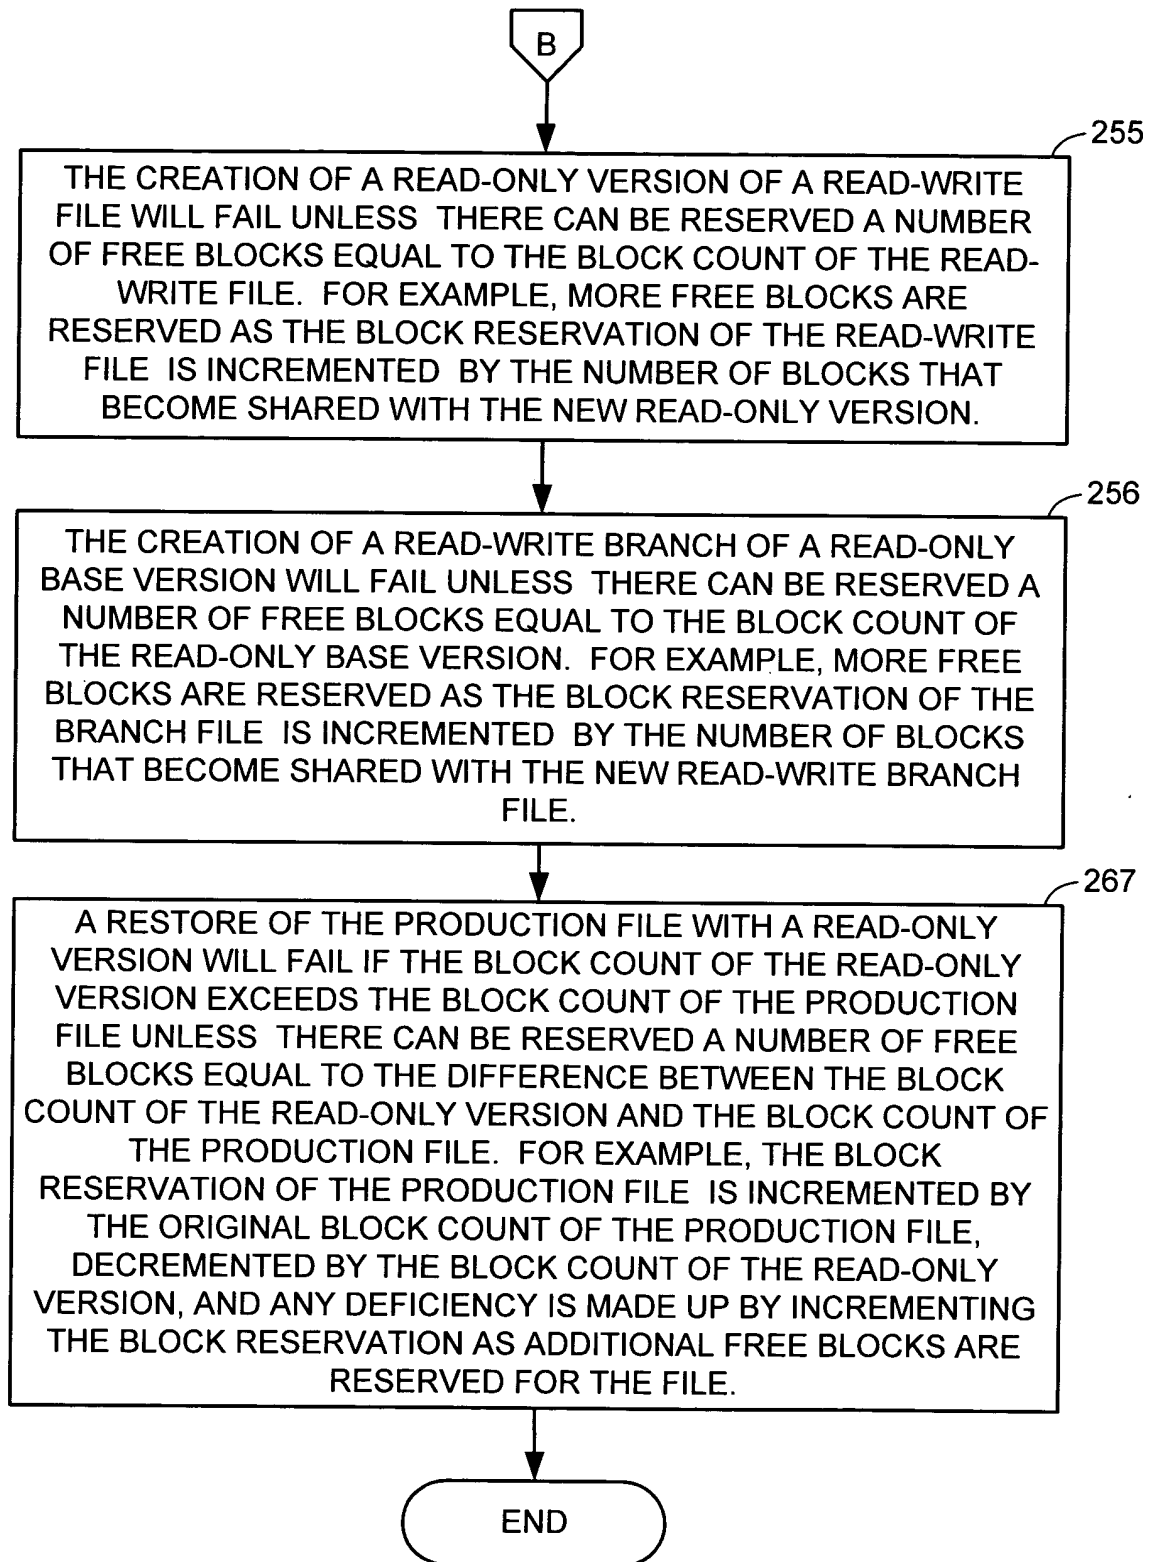 B
255
THE CREATION OF A READ-ONLY VERSION OF A READ-WRITE
FILE WILL FAIL UNLESS THERE CAN BE RESERVED A NUMBER
OF FREE BLOCKS EQUAL TO THE BLOCK COUNT OF THE READ-
WRITE FILE. FOR EXAMPLE, MORE FREE BLOCKS ARE
RESERVED AS THE BLOCK RESERVATION OF THE READ-WRITE
FILE IS INCREMENTED BY THE NUMBER OF BLOCKS THAT
BECOME SHARED WITH THE NEW READ-ONLY VERSION.
256
THE CREATION OF A READ-WRITE BRANCH OF A READ-ONLY
BASE VERSION WILL FAIL UNLESS THERE CAN BE RESERVED A
NUMBER OF FREE BLOCKS EQUAL TO THE BLOCK COUNT OF
THE READ-ONLY BASE VERSION. FOR EXAMPLE, MORE FREE
BLOCKS ARE RESERVED AS THE BLOCK RESERVATION OF THE
BRANCH FILE IS INCREMENTED BY THE NUMBER OF BLOCKS
THAT BECOME SHARED WITH THE NEW READ-WRITE BRANCH
FILE.
267
A RESTORE OF THE PRODUCTION FILE WITH A READ-ONLY
VERSION WILL FAIL IF THE BLOCK COUNT OF THE READ-ONLY
VERSION EXCEEDS THE BLOCK COUNT OF THE PRODUCTION
FILE UNLESS THERE CAN BE RESERVED A NUMBER OF FREE
BLOCKS EQUAL TO THE DIFFERENCE BETWEEN THE BLOCK
COUNT OF THE READ-ONLY VERSION AND THE BLOCK COUNT OF
THE PRODUCTION FILE. FOR EXAMPLE, THE BLOCK
RESERVATION OF THE PRODUCTION FILE IS INCREMENTED BY
THE ORIGINAL BLOCK COUNT OF THE PRODUCTION FILE,
DECREMENTED BY THE BLOCK COUNT OF THE READ-ONLY
VERSION, AND ANY DEFICIENCY IS MADE UP BY INCREMENTING
THE BLOCK RESERVATION AS ADDITIONAL FREE BLOCKS ARE
RESERVED FOR THE FILE.
END